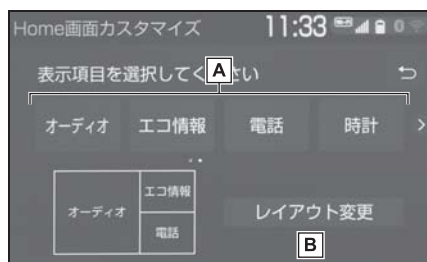 Home画面カスタマイズ 11:33
表示項目を選択してく A さい
オーディオ エコ情報 電話 時計 >
オーディオ エコ情報
電話
レイアウト変更
B